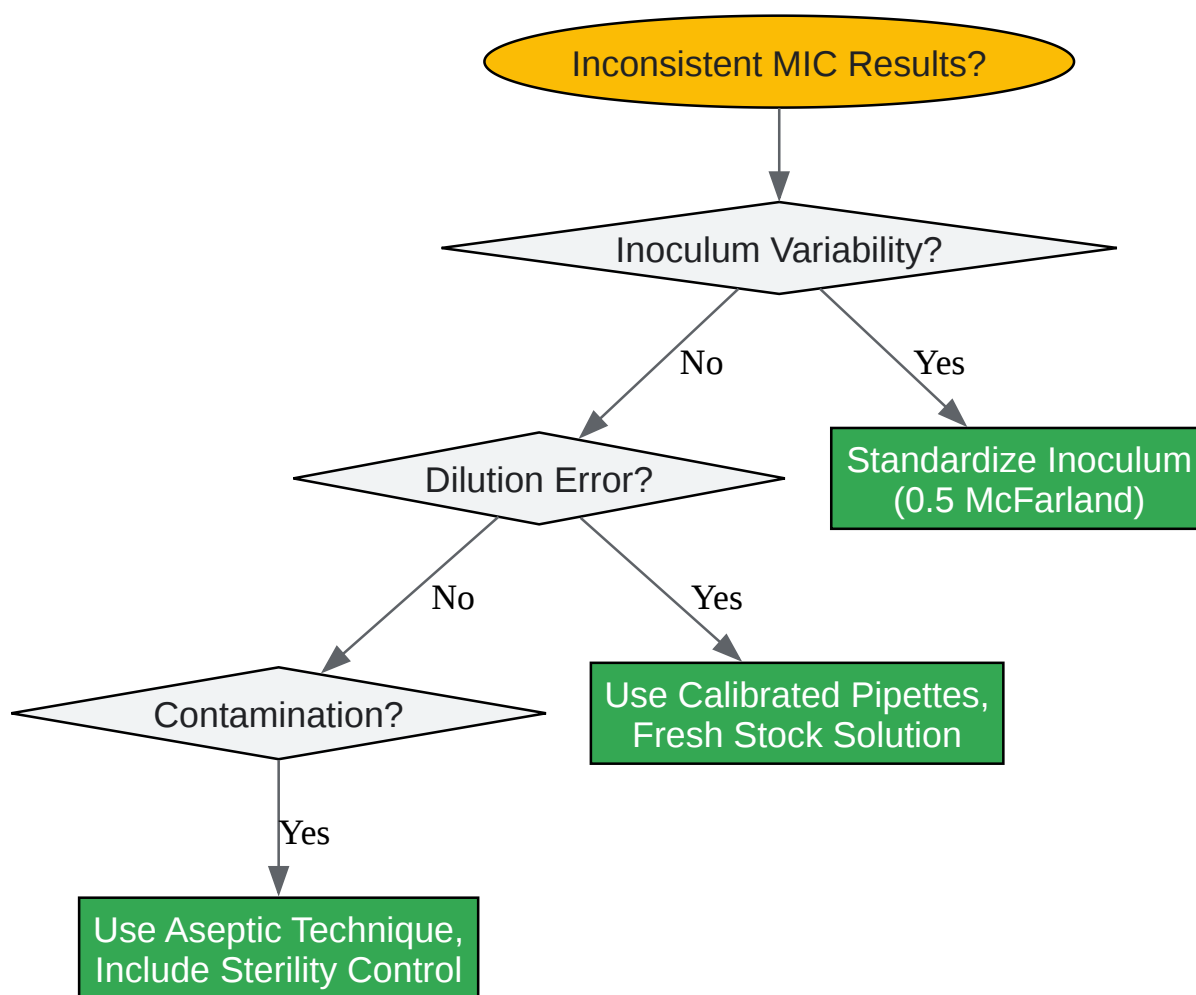 Inconsistent MIC Results?
Inoculum Variability?
No
Yes
Dilution Error?
Standardize Inoculum
(0.5 McFarland)
No
Yes
Contamination?
Use Calibrated Pipettes,
Fresh Stock Solution
Yes
Use Aseptic Technique,
Include Sterility Control